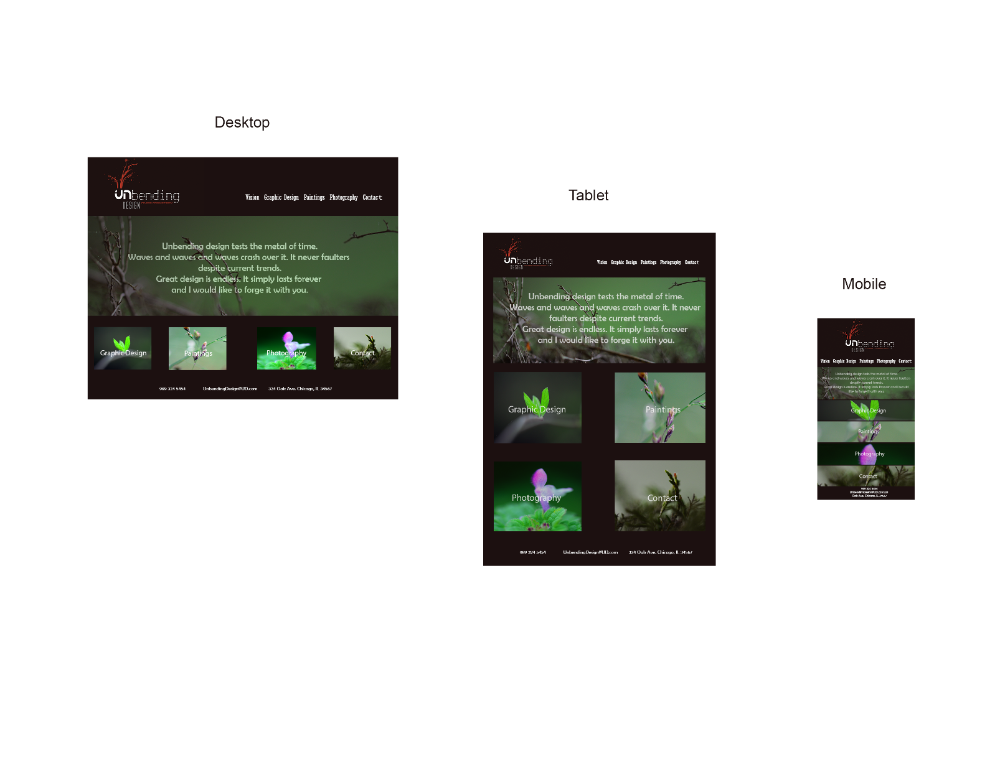 Desktop
Unbending
DESIGN STUDIO PRODUCTIONS
Vision Graphic Design Paintings Photography Contact
Unbending design tests the metal of time.
Waves and waves and waves crash over it. It never faulters
despite current trends.
Great design is endless. It simply lasts forever
and I would like to forge it with you.
Graphic Design
Paintings
Photography
Contact
989 324 5454 UnbendingDesign@UD.com 324 Oak Ave. Chicago, IL 34567
Tablet
Unbending
DESIGN
Vision Graphic Design Paintings Photography Contact
Unbending design tests the metal of time.
Waves and waves and waves crash over it. It never
faulters despite current trends.
Great design is endless. It simply lasts forever
and I would like to forge it with you.
Graphic Design
Paintings
Photography
Contact
989 324 5454 UnbendingDesign@UD.com 324 Oak Ave. Chicago, IL 34567
Mobile
Unbending
DESIGN
Vision Graphic Design Paintings Photography Contact
Unbending design tests the metal of time.
Waves and waves and waves crash over it. It never faulters
despite current trends.
Great design is endless. It simply lasts forever and I would
like to forge it with you.
Graphic Design
Paintings
Photography
Contact
989 324 5454
UnbendinnDesign@UD.com324
Oak Ave. Chicago, IL 34567